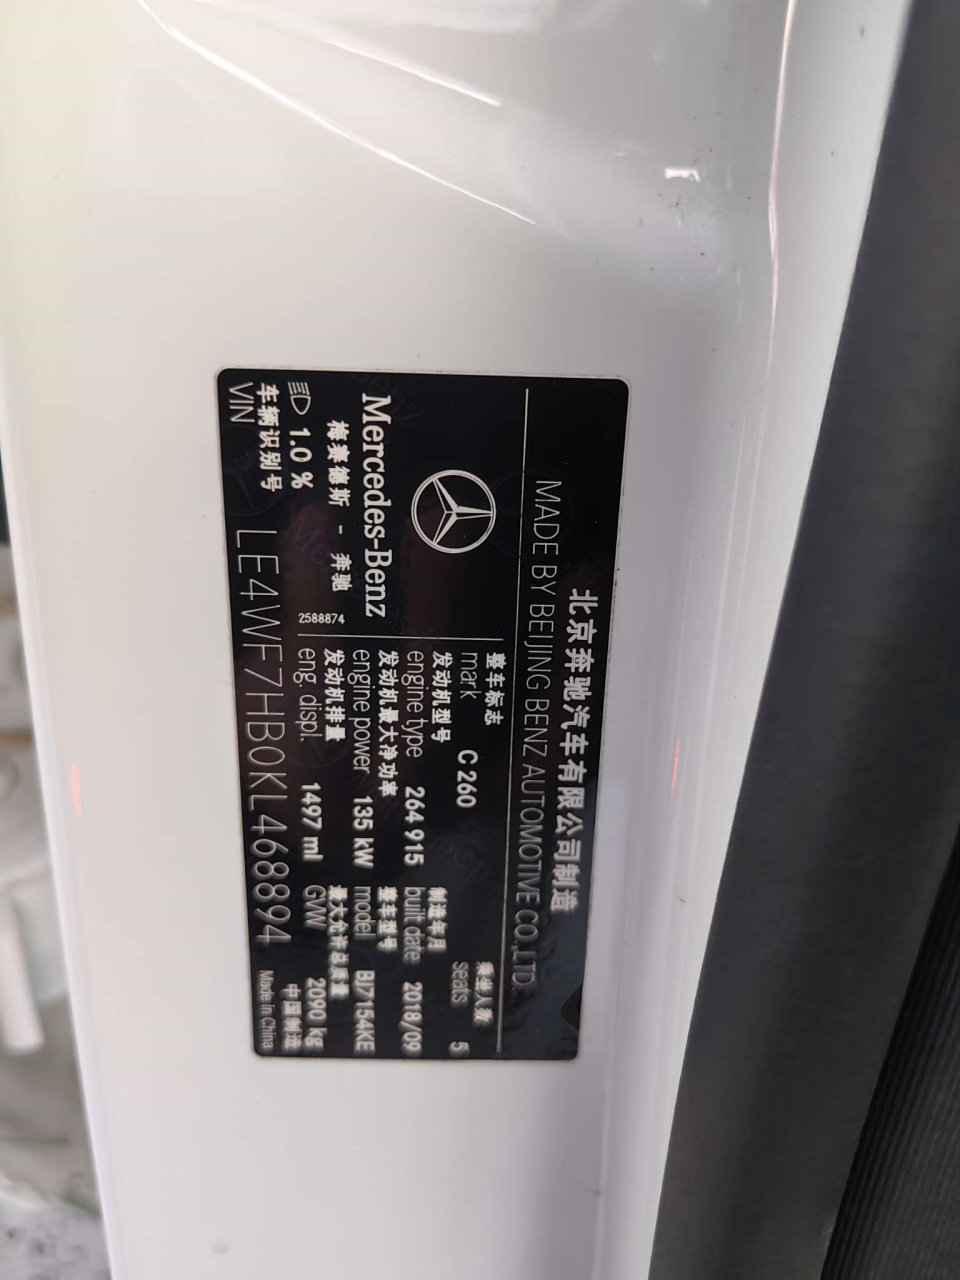 北京奔驰汽车有限公司制造
MADE BY BEIJING BENZ AUTOMOTIVE CO.,LTD.
Mercedes-Benz
梅赛德斯 - 奔驰
2588874
1.0 %
整车标志
mark C 260
乘坐人数
seats 5
发动机型号
engine type 264 915
制造年月
built date 2018/09
发动机最大净功率
engine power 135 kW
整车型号
model BJ7154KE
发动机排量
eng. displ. 1497 ml
最大允许总质量
GVW 2090 kg
车辆识别号
VIN LE4WF7HB0KL468894
中国制造
Made in China